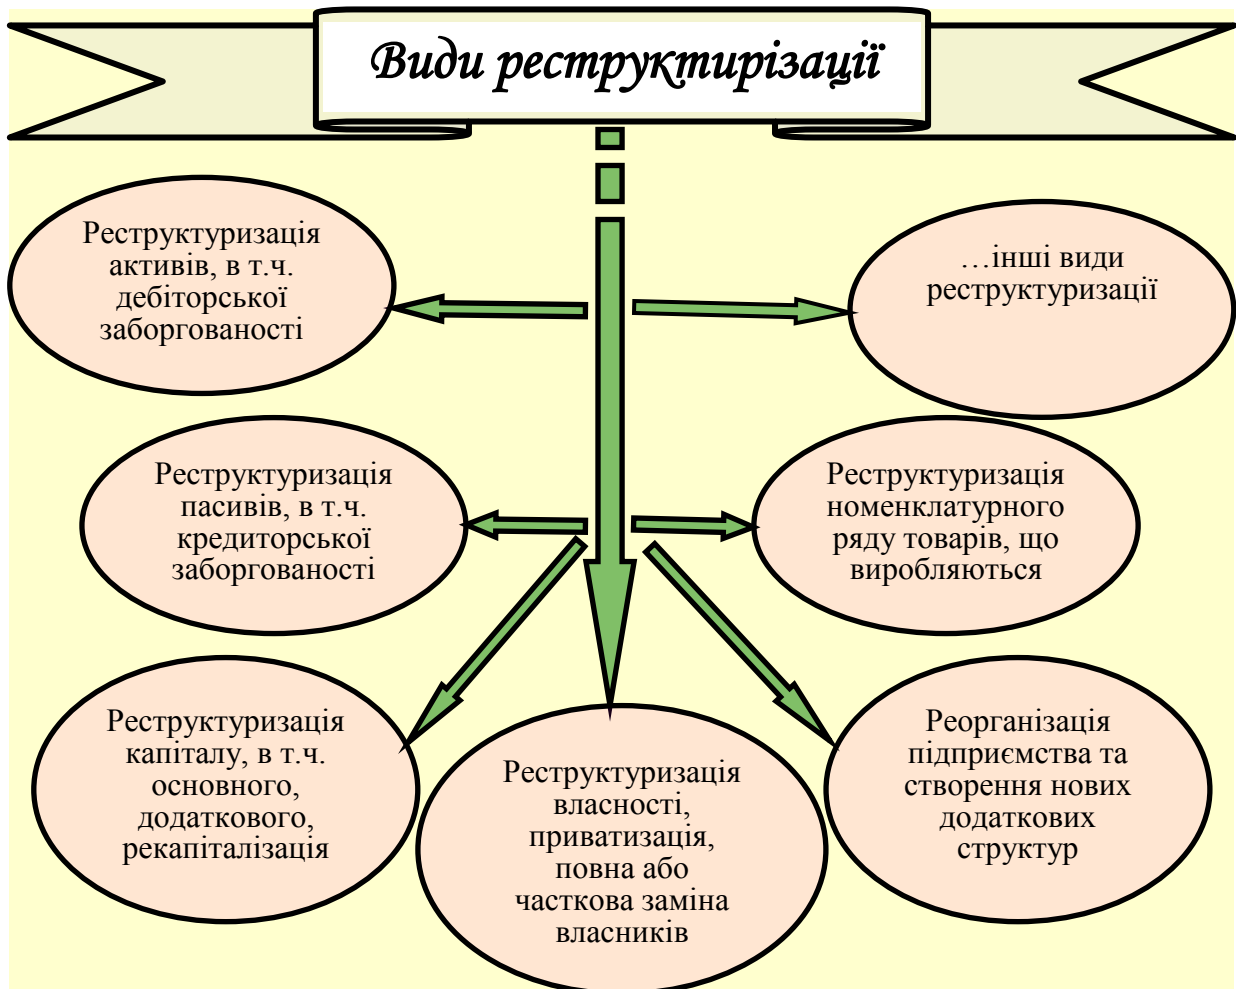 Види реструктирізації
Реструктуризація
активів, в т.ч.
дебіторської
заборгованості
…інші види
реструктуризації
Реструктуризація
пасивів, в т.ч.
кредиторської
заборгованості
Реструктуризація
номенклатурного
ряду товарів, що
виробляються
Реструктуризація
капіталу, в т.ч.
основного,
додаткового,
рекапіталізація
Реструктуризація
власності,
приватизація,
повна або
часткова заміна
власників
Реорганізація
підприємства та
створення нових
додаткових
структур